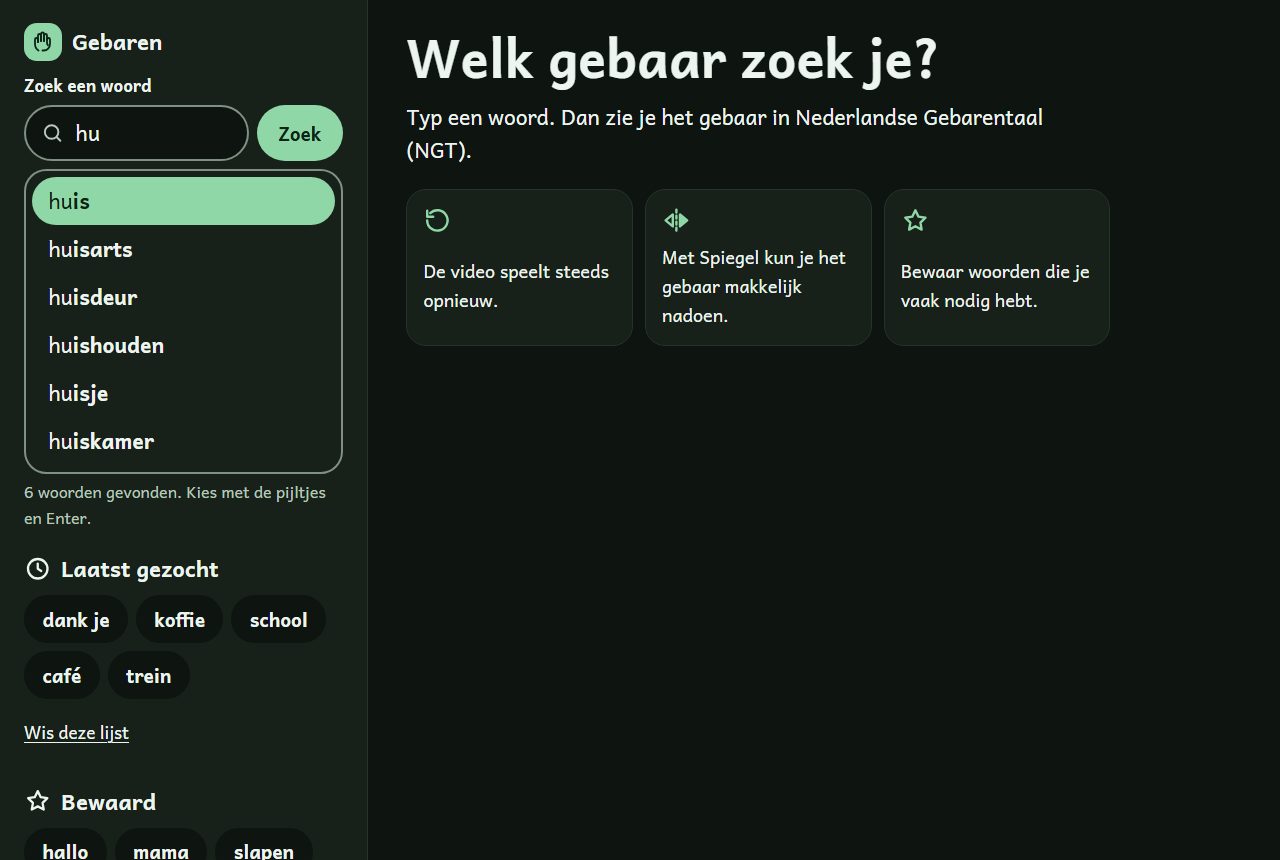 Gebaren
Zoek een woord
hu
Zoek
huis
huisarts
huisdeur
huishouden
huisje
huiskamer
6 woorden gevonden. Kies met de pijltjes
en Enter.
Laatst gezocht
dank je
koffie
school
café
trein
Wis deze lijst
Bewaard
hallo
mama
slapen
Welk gebaar zoek je?
Typ een woord. Dan zie je het gebaar in Nederlandse Gebarentaal
(NGT).
De video speelt steeds
opnieuw.
Met Spiegel kun je het
gebaar makkelijk
nadoen.
Bewaar woorden die je
vaak nodig hebt.